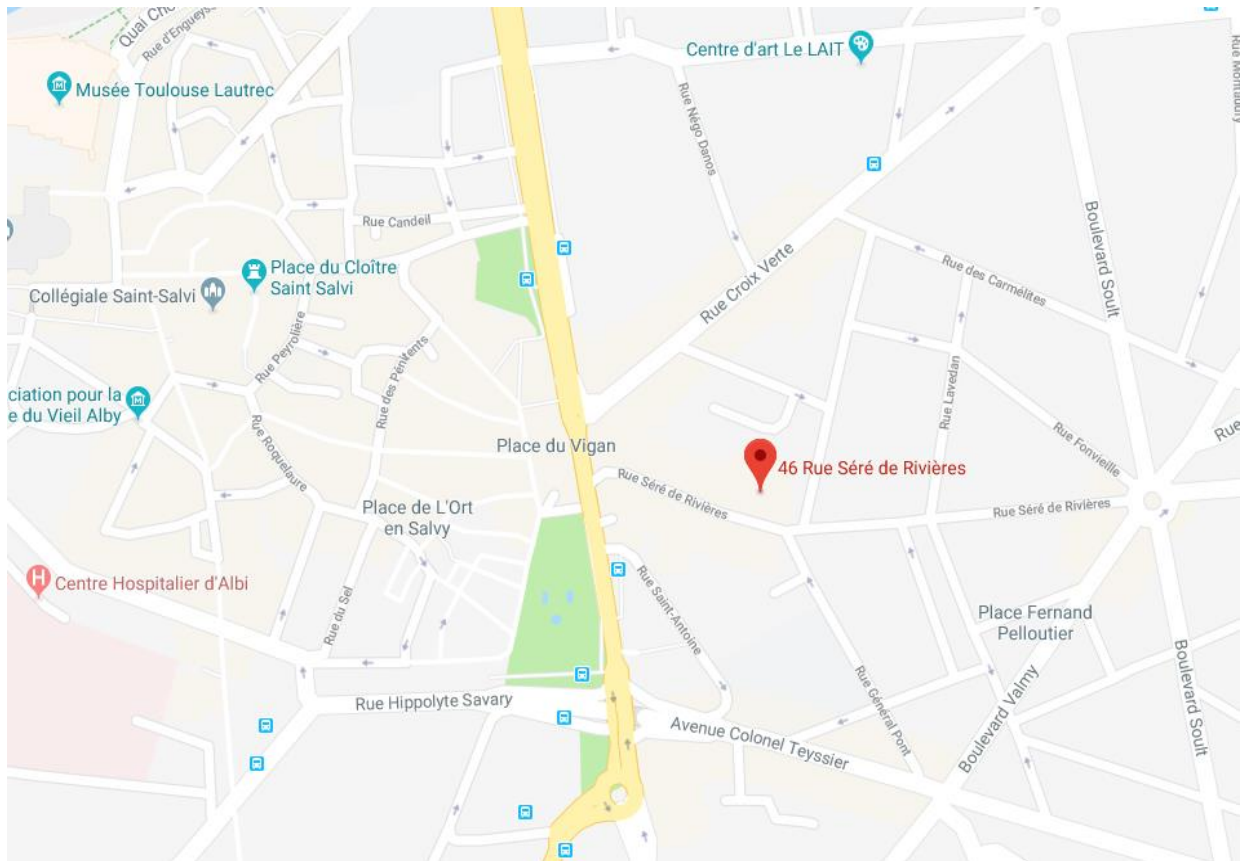 Quai Cho
Rue d'Engueys
Musée Toulouse Lautrec
Centre d'art Le LAIT
Rue Montaudry
Rue Négo Danos
Rue Candeil
Place du Cloître
Saint Salvi
Collégiale Saint-Salvi
Rue Croix Verte
Rue des Carmélites
Boulevard Soult
Rue Peyrolière
Rue des Pénitents
ciation pour la
e du Vieil Alby
Rue Lavedan
Rue Roquelaure
Place du Vigan
Rue Fonvieille
Rue
46 Rue Séré de Rivières
Rue Séré de Rivières
Rue Séré de Rivières
Place de L'Ort
en Salvy
H
Centre Hospitalier d'Albi
Rue du Sel
Rue Saint-Antoine
Place Fernand
Pelloutier
Rue Général Pont
Boulevard Valmy
Boulevard Soult
Rue Hippolyte Savary
Avenue Colonel Teyssier